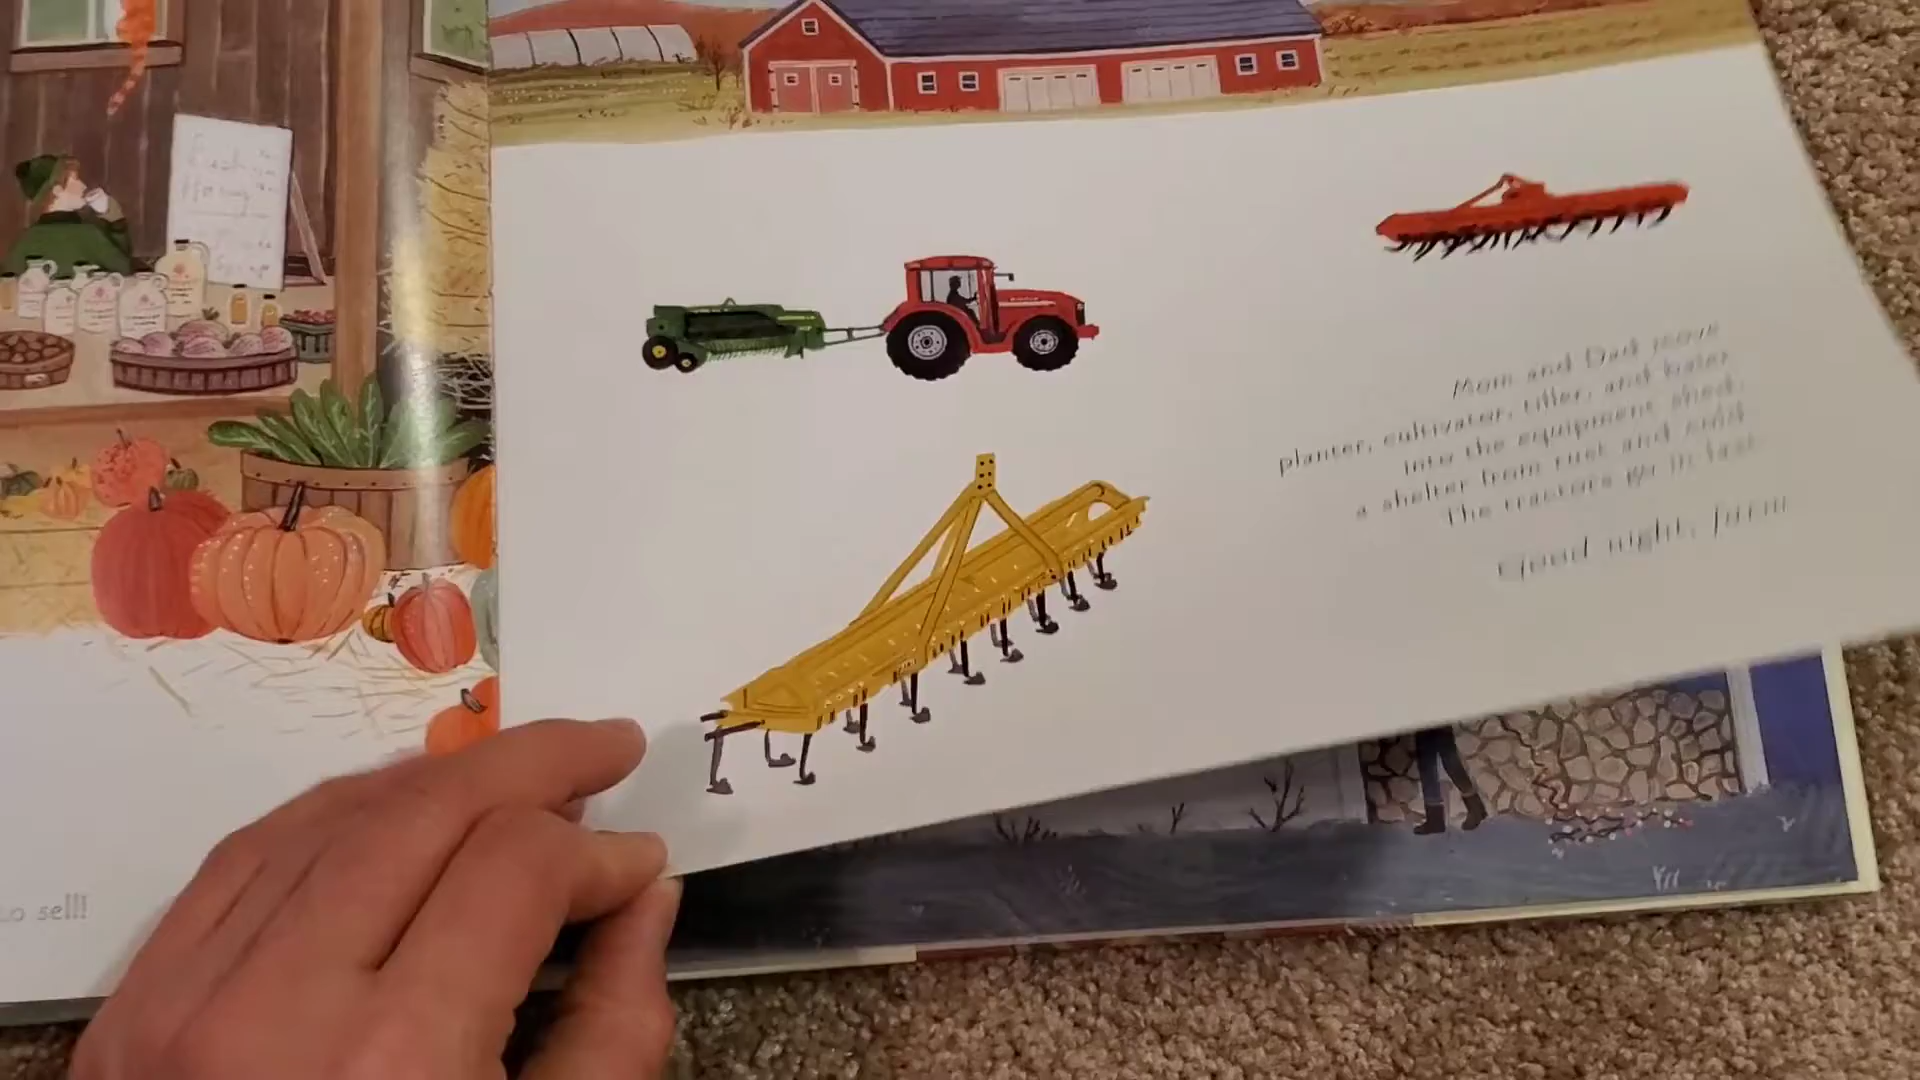 to sell!
Mom and Dad move
planter, cultivator, tiller, and baler
into the equipment shed,
a shelter from rust and cold.
The tractors go in last.
Good night, farm